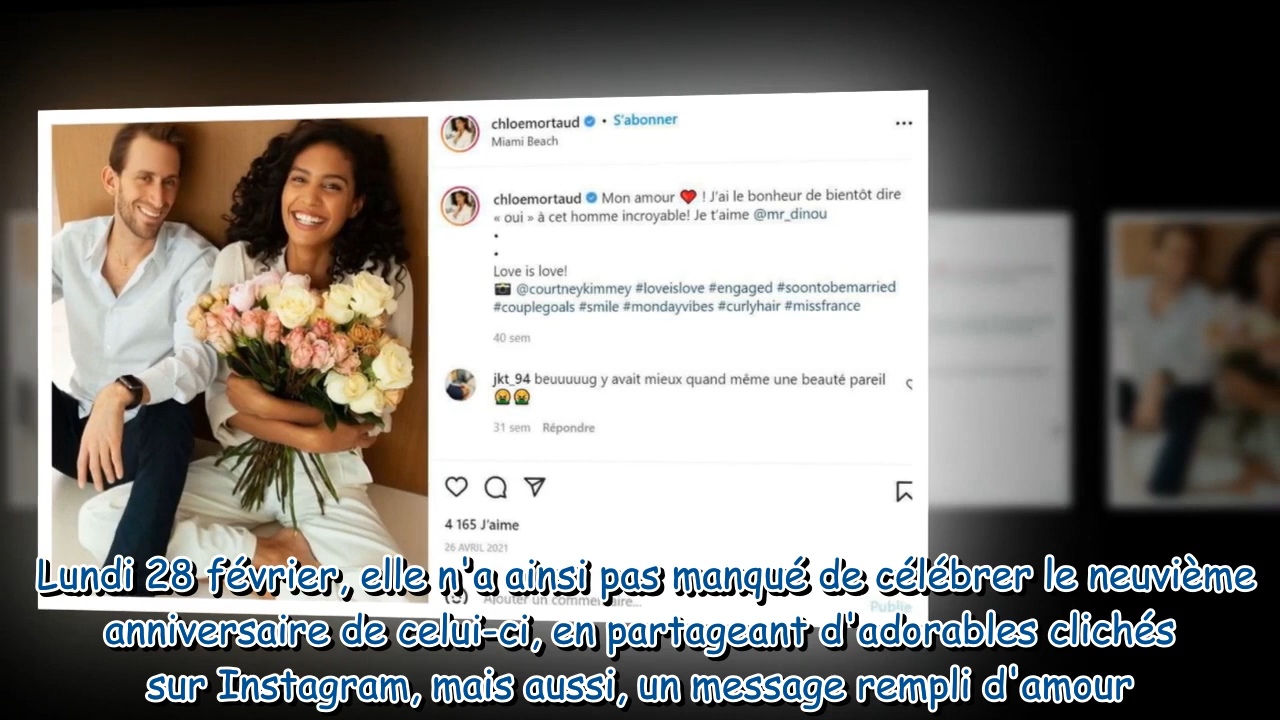 chloemortaud • S'abonner
Miami Beach
chloemortaud Mon amour ❤️ ! J'ai le bonheur de bientôt dire
« oui » à cet homme incroyable! Je t'aime @mr_dinou
•
•
Love is love!
📷 @courtneykimmey #loveislove #engaged #soontobemarried
#couplegoals #smile #mondayvibes #curlyhair #missfrance
40 sem
jkt_94 beuuuuug y avait mieux quand même une beauté pareil
🤮🤮
31 sem Répondre
4 165 J'aime
26 AVRIL 2021
Ajouter un commentaire...
Publie
Lundi 28 février, elle n'a ainsi pas manqué de célébrer le neuvième
anniversaire de celui-ci, en partageant d'adorables clichés
sur Instagram, mais aussi, un message rempli d'amour